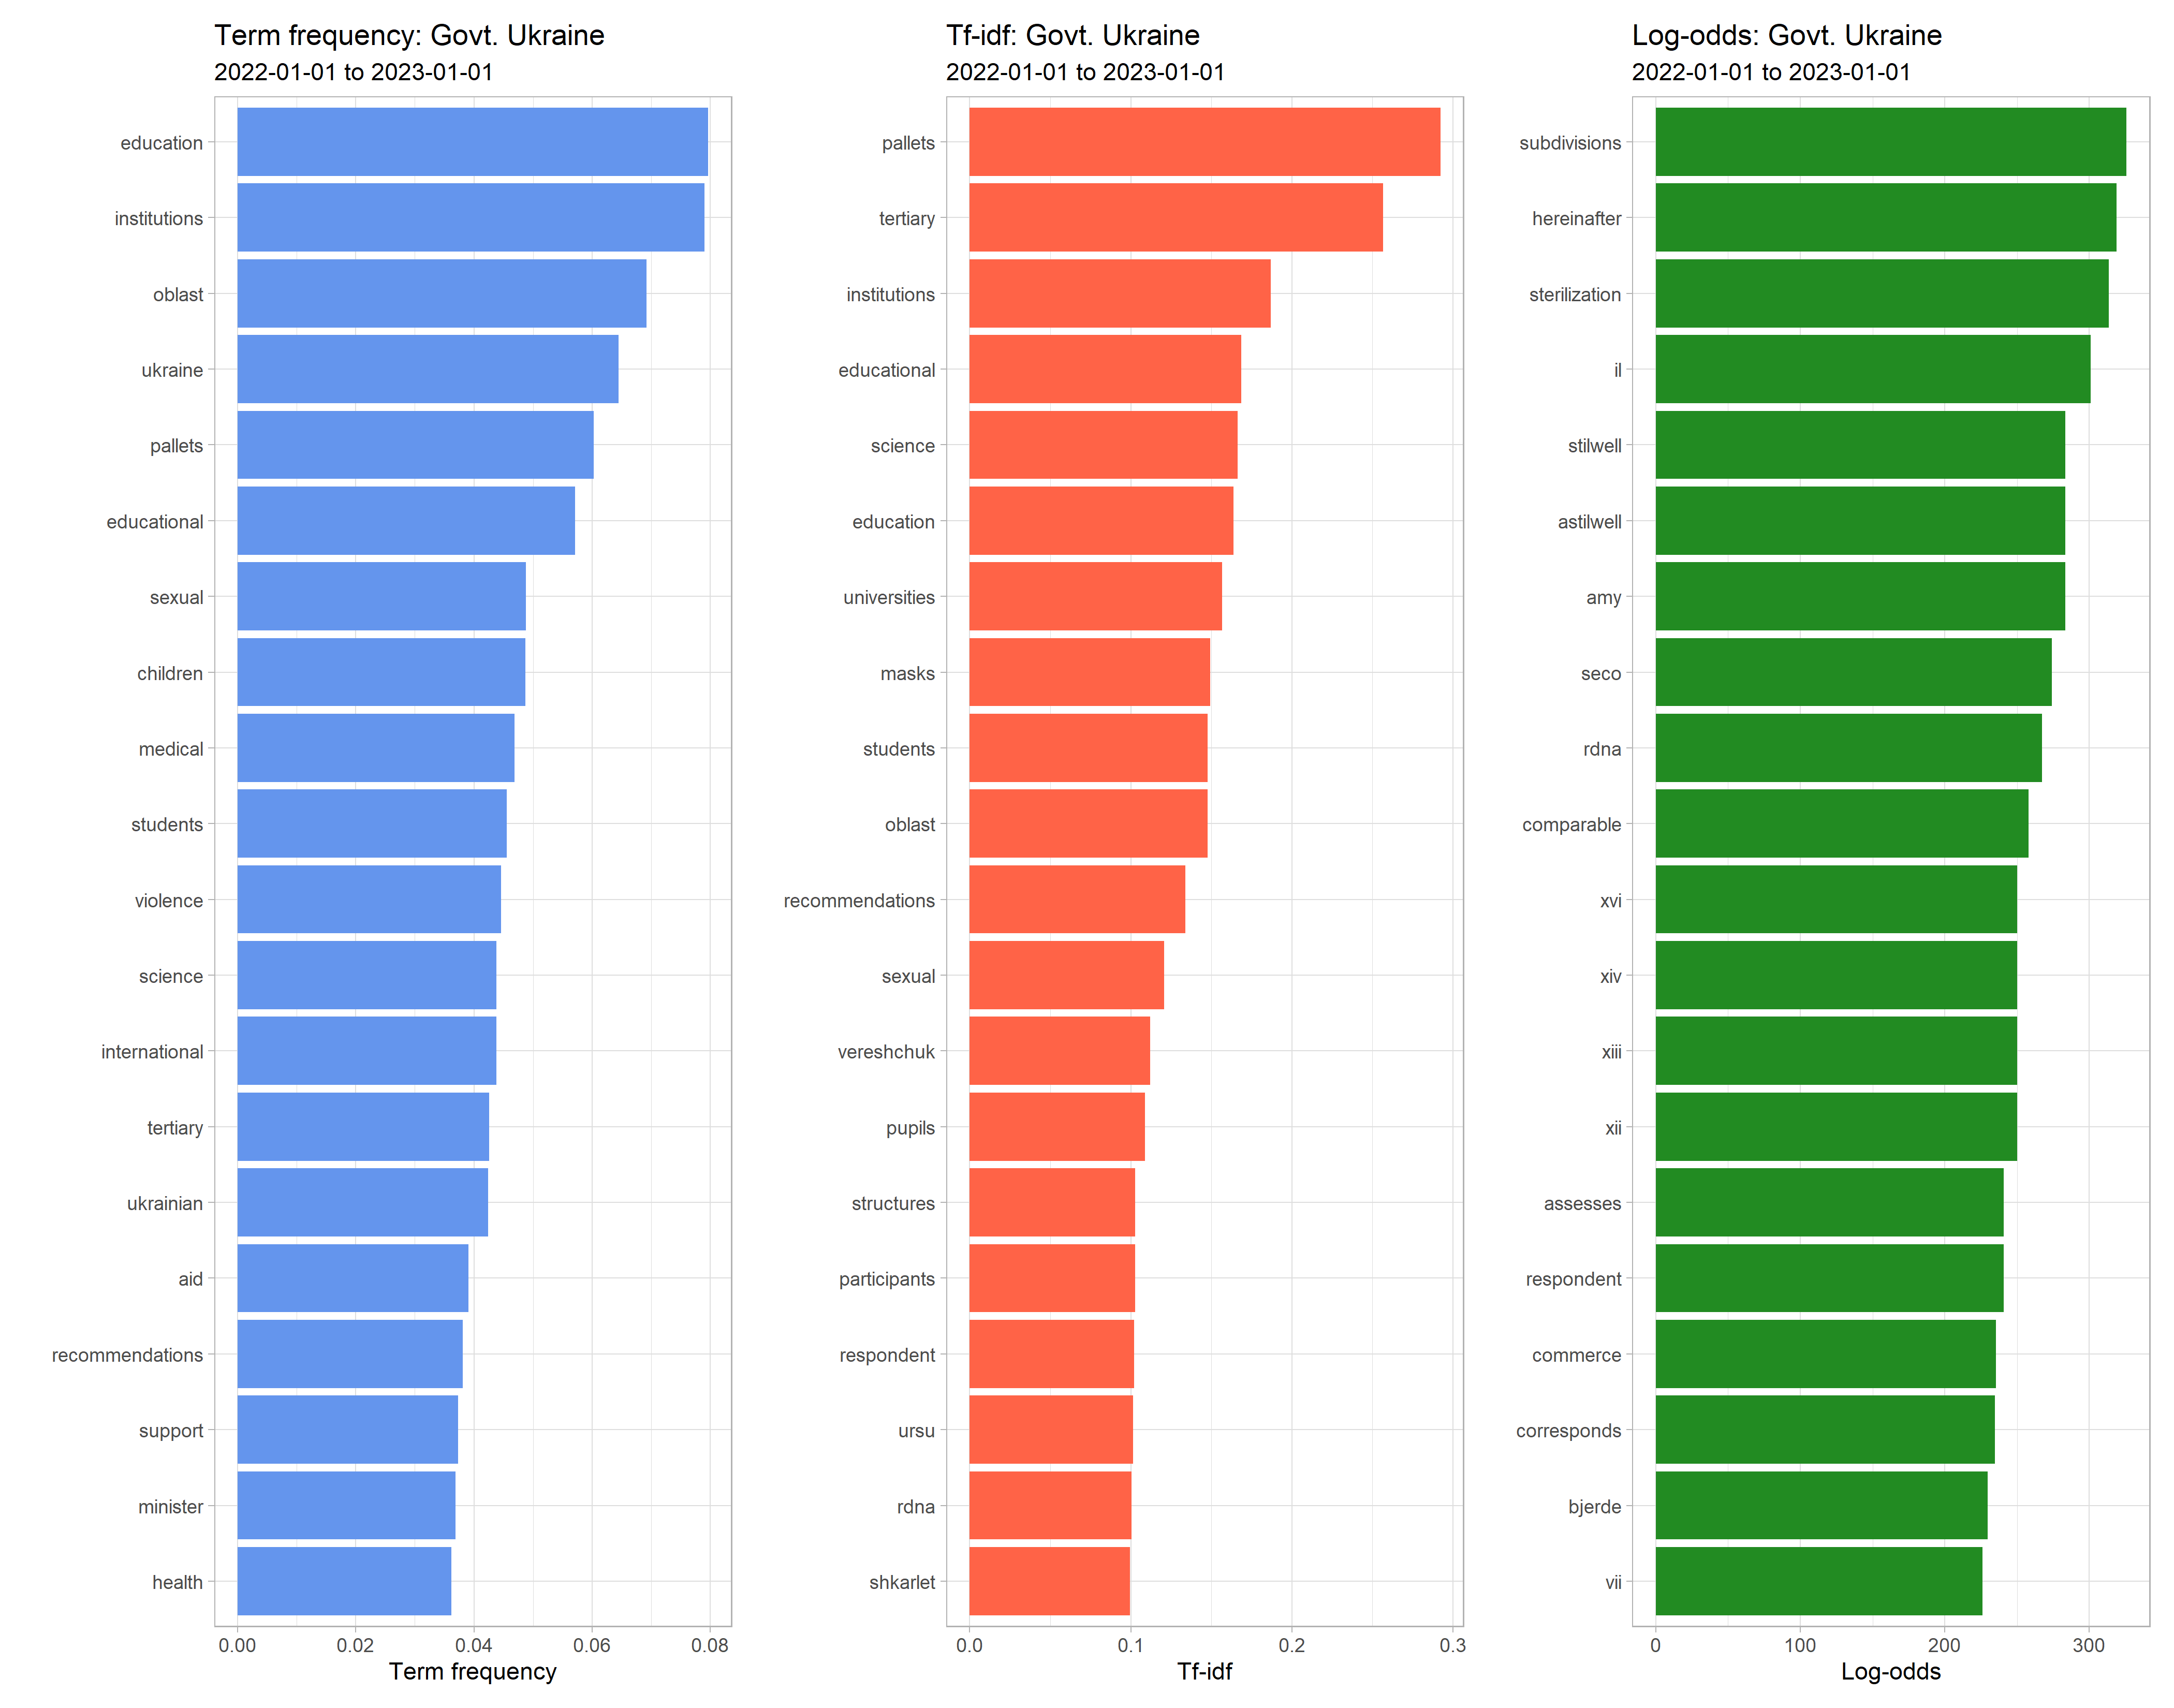 Term frequency: Govt. Ukraine
2022-01-01 to 2023-01-01
education
institutions
oblast
ukraine
pallets
educational
sexual
children
medical
students
violence
science
international
tertiary
ukrainian
aid
recommendations
support
minister
health
0.00 0.02 0.04 0.06 0.08
Term frequency
Tf-idf: Govt. Ukraine
2022-01-01 to 2023-01-01
pallets
tertiary
institutions
educational
science
education
universities
masks
students
oblast
recommendations
sexual
vereshchuk
pupils
structures
participants
respondent
ursu
rdna
shkarlet
0.0 0.1 0.2 0.3
Tf-idf
Log-odds: Govt. Ukraine
2022-01-01 to 2023-01-01
subdivisions
hereinafter
sterilization
il
stilwell
astilwell
amy
seco
rdna
comparable
xvi
xiv
xiii
xii
assesses
respondent
commerce
corresponds
bjerde
vii
0 100 200 300
Log-odds